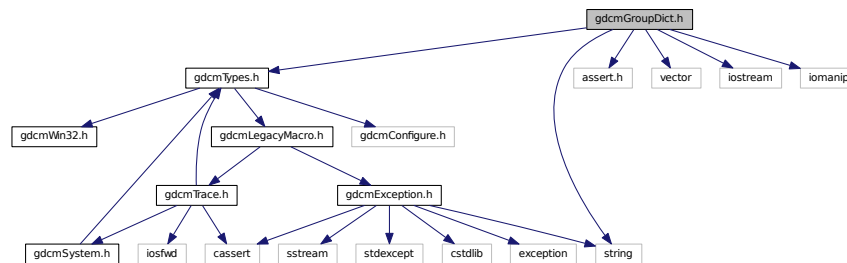 gdcmGroupDict.h
gdcmTypes.h
assert.h
vector
iostream
iomanip
gdcmWin32.h
gdcmLegacyMacro.h
gdcmConfigure.h
gdcmTrace.h
gdcmException.h
gdcmSystem.h
iosfwd
cassert
sstream
stdexcept
cstdlib
exception
string